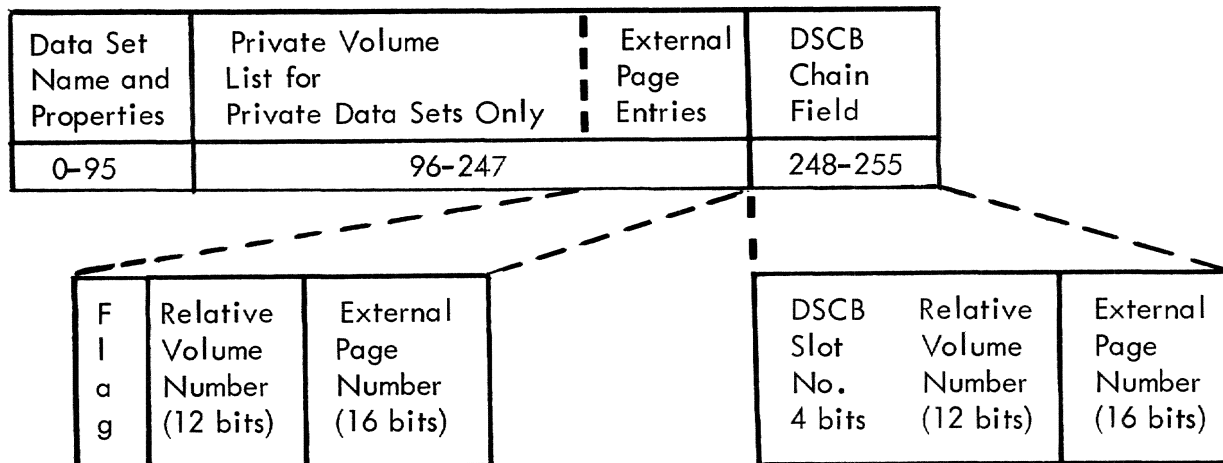 Data Set
Name and
Properties
Private Volume
List for
Private Data Sets Only
External
Page
Entries
DSCB
Chain
Field
0-95
96-247
248-255
F
l
a
g
Relative
Volume
Number
(12 bits)
External
Page
Number
(16 bits)
DSCB
Slot
No.
4 bits
Relative
Volume
Number
(12 bits)
External
Page
Number
(16 bits)